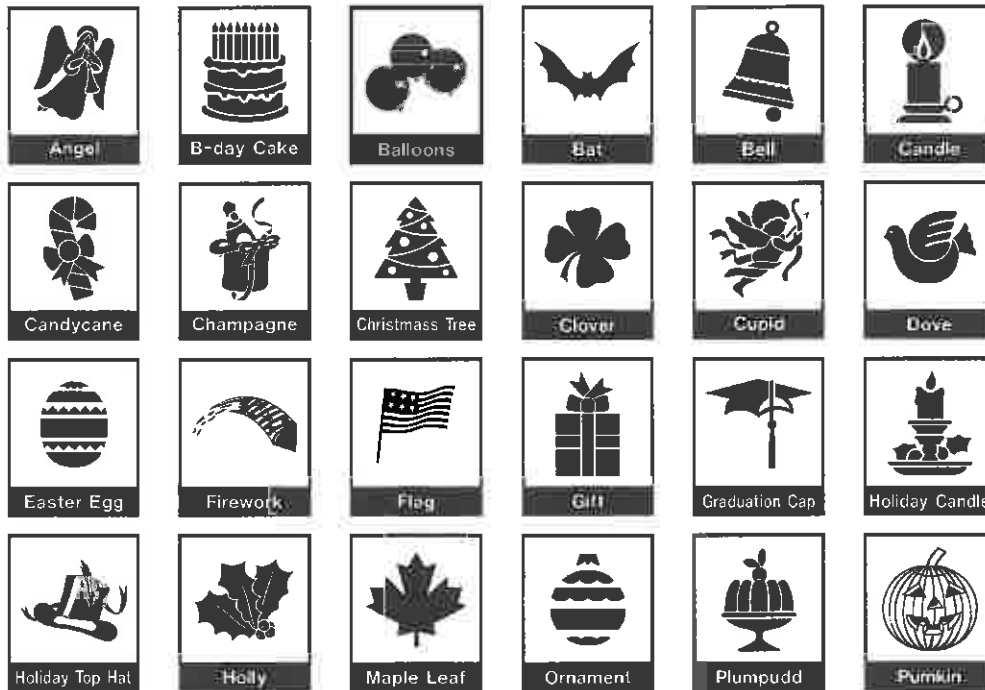 Angel
B-day Cake
Balloons
Bat
Bell
Candle
Candycane
Champagne
Christmass Tree
Clover
Cupid
Dove
Easter Egg
Firework
Flag
Gift
Graduation Cap
Holiday Candle
Holiday Top Hat
Holly
Maple Leaf
Ornament
Plumpudd
Pumkin